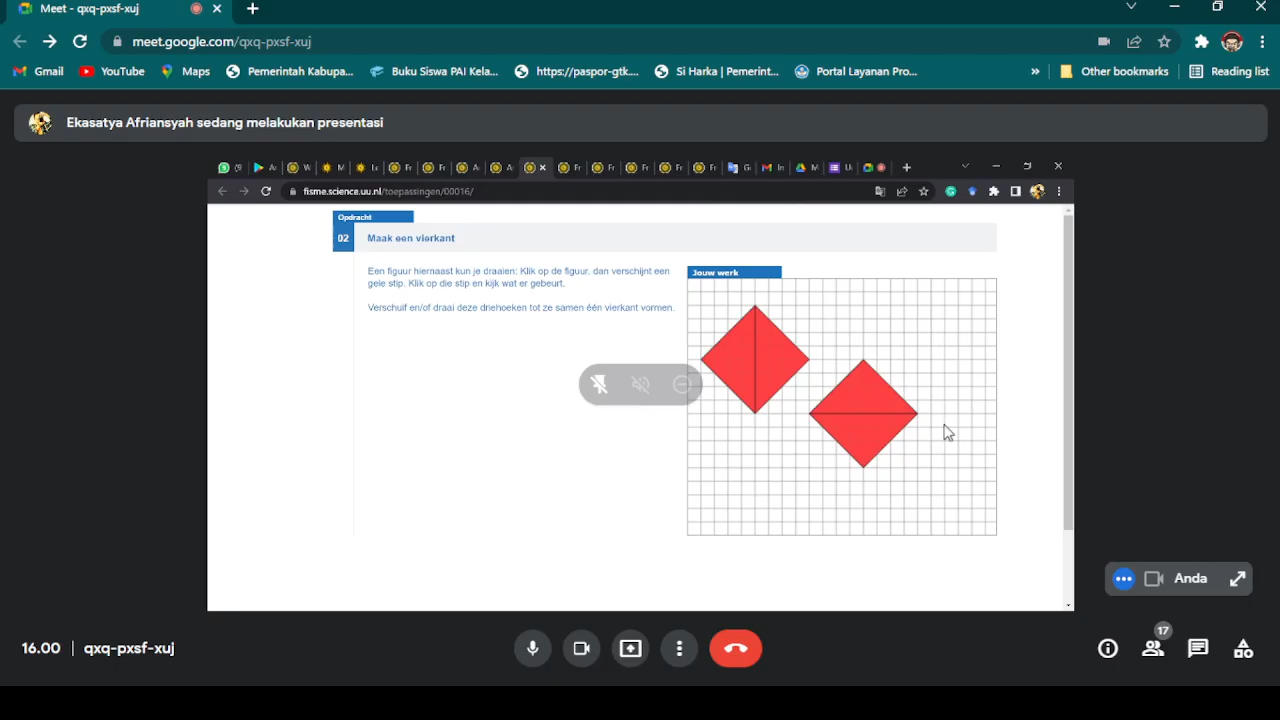 Meet - qxq-pxsf-xuj
meet.google.com/qxq-pxsf-xuj
Gmail
YouTube
Maps
Pemerintah Kabupa...
Buku Siswa PAI Kela...
https://paspor-gtk....
Si Harka | Pemerint...
Portal Layanan Pro...
»
Other bookmarks
Reading list
Ekasatya Afriansyah sedang melakukan presentasi
fisme.science.uu.nl/toepassingen/00016/
Opdracht
02 Maak een vierkant
Een figuur hiernaast kun je draaien: Klik op de figuur, dan verschijnt een
gele stip. Klik op die stip en kijk wat er gebeurt.
Verschuif en/of draai deze driehoeken tot ze samen één vierkant vormen.
Jouw werk
Anda
16.00 | qxq-pxsf-xuj
17